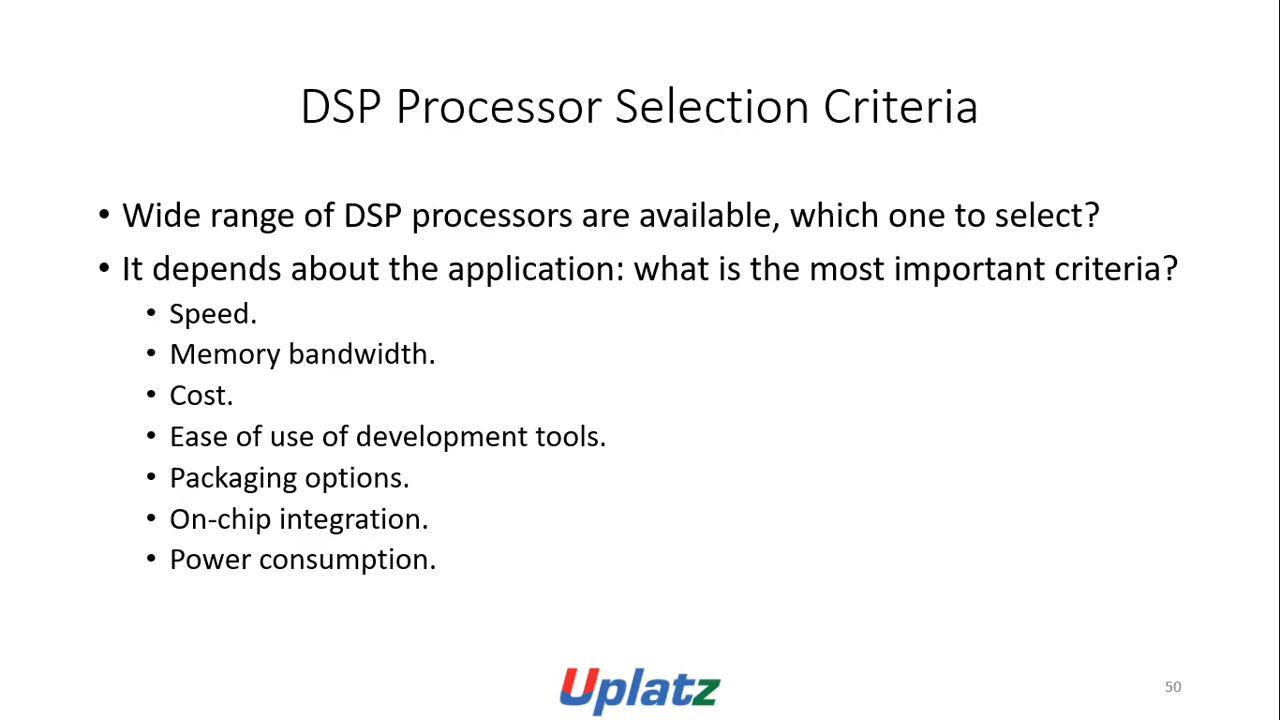 DSP Processor Selection Criteria
• Wide range of DSP processors are available, which one to select?
• It depends about the application: what is the most important criteria?
• Speed.
• Memory bandwidth.
• Cost.
• Ease of use of development tools.
• Packaging options.
• On-chip integration.
• Power consumption.
Uplatz
50